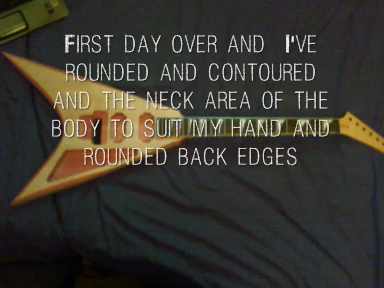 First day over and I've
rounded and contoured
and the neck area of the
body to suit my hand and
rounded back edges